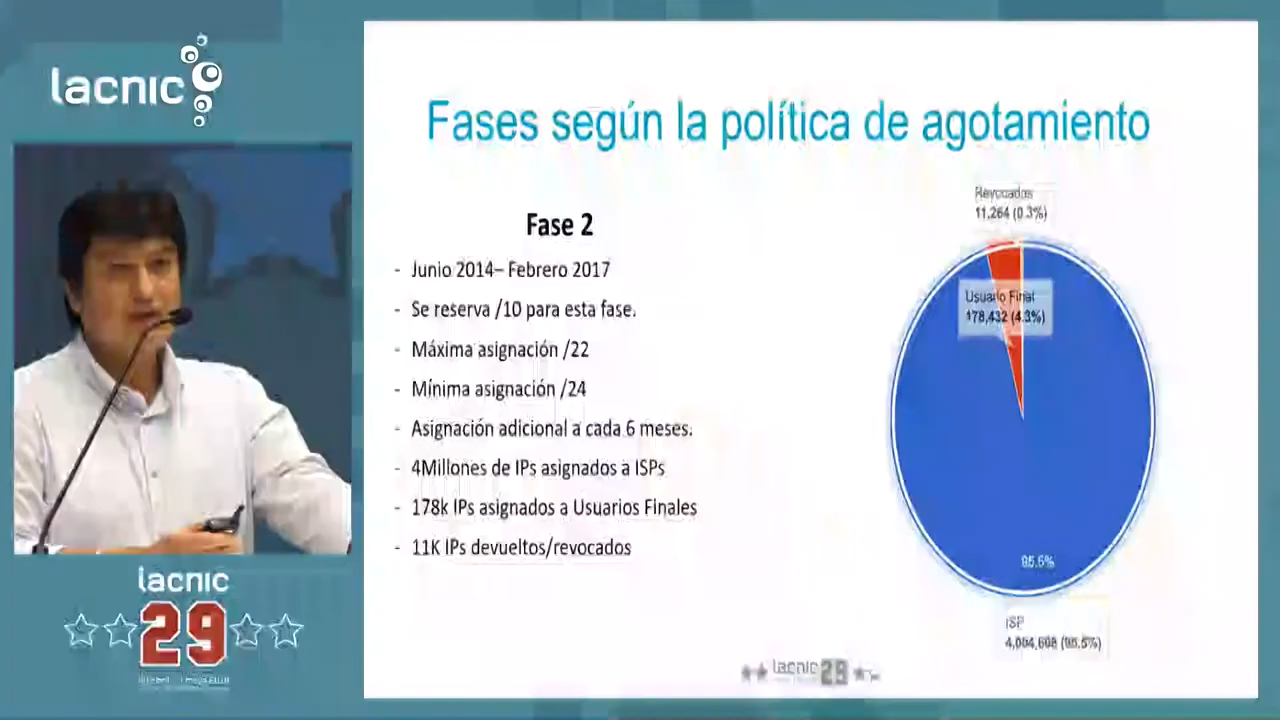 lacnic
Fases según la política de agotamiento
Fase 2
- Junio 2014– Febrero 2017
- Se reserva /10 para esta fase.
- Máxima asignación /22
- Mínima asignación /24
- Asignación adicional a cada 6 meses.
- 4Millones de IPs asignados a ISPs
- 178k IPs asignados a Usuarios Finales
- 11K IPs devueltos/revocados
Revocados
11,264 (0.3%)
Usuario Final
178,432 (4.3%)
95.5%
ISP
(95.5%)
lacnic 29
lacnic
29